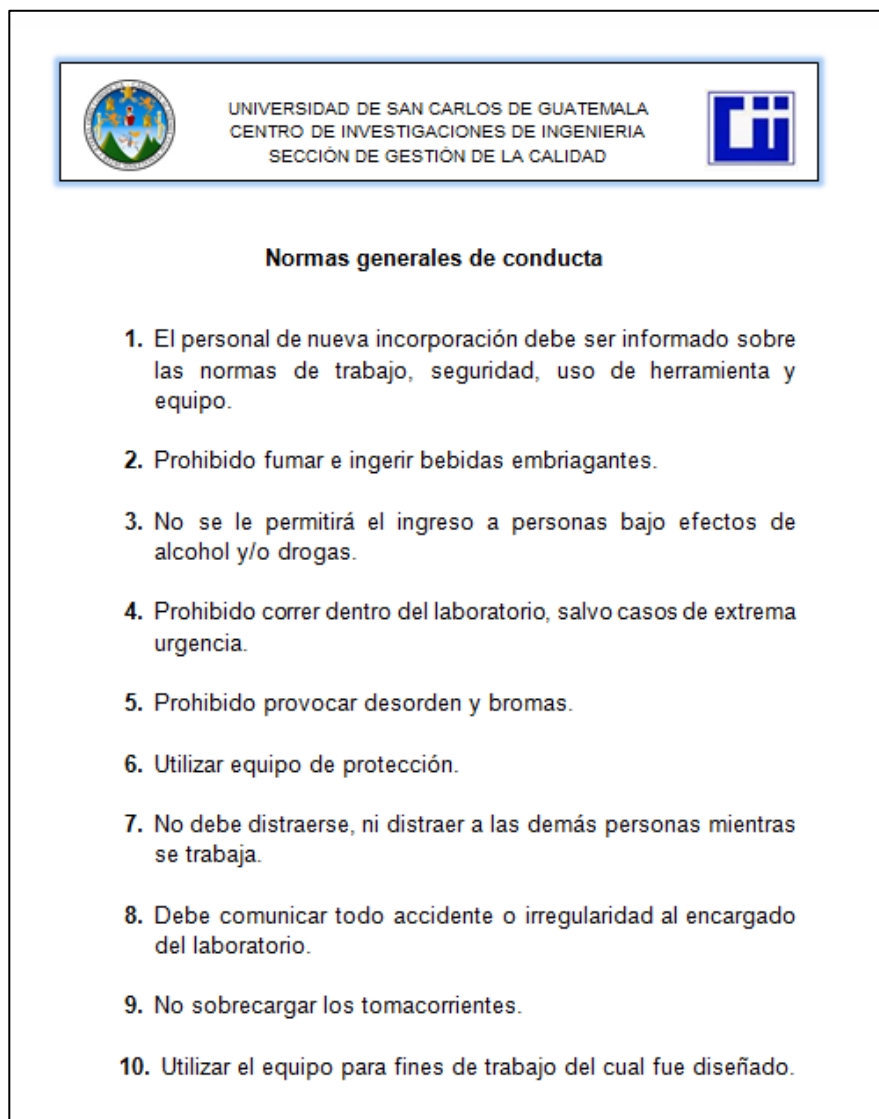 UNIVERSIDAD DE SAN CARLOS DE GUATEMALA
CENTRO DE INVESTIGACIONES DE INGENIERIA
SECCIÓN DE GESTIÓN DE LA CALIDAD
cii
Normas generales de conducta
1. El personal de nueva incorporación debe ser informado sobre
las normas de trabajo, seguridad, uso de herramienta y
equipo.
2. Prohibido fumar e ingerir bebidas embriagantes.
3. No se le permitirá el ingreso a personas bajo efectos de
alcohol y/o drogas.
4. Prohibido correr dentro del laboratorio, salvo casos de extrema
urgencia.
5. Prohibido provocar desorden y bromas.
6. Utilizar equipo de protección.
7. No debe distraerse, ni distraer a las demás personas mientras
se trabaja.
8. Debe comunicar todo accidente o irregularidad al encargado
del laboratorio.
9. No sobrecargar los tomacorrientes.
10. Utilizar el equipo para fines de trabajo del cual fue diseñado.